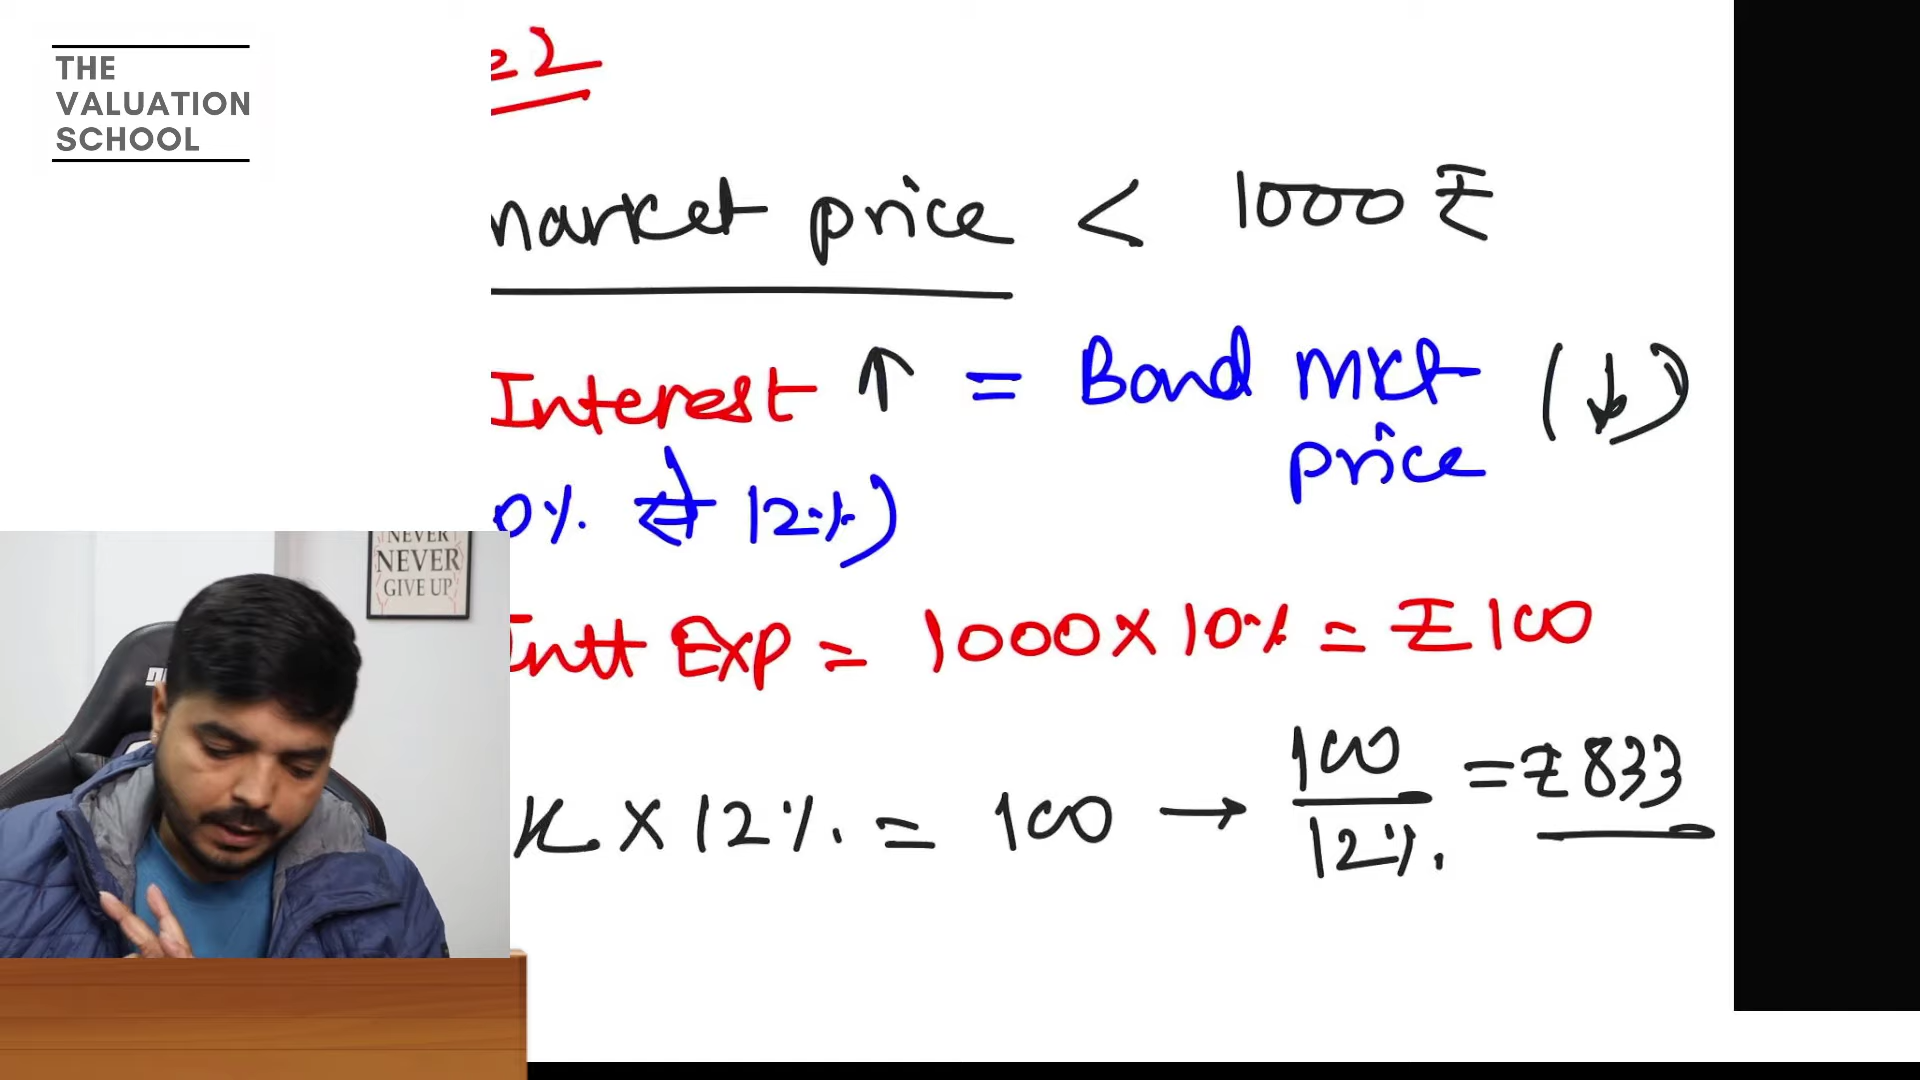 THE
VALUATION
SCHOOL
2
market price < 1000 ₹
Interest ↑ = Bond mkt (↓)
price
0% → 12%)
NEVER
NEVER
GIVE UP
Intt Exp = 1000 × 10% = ₹ 100
x × 12% = 100 → 100 / 12% = ₹ 833